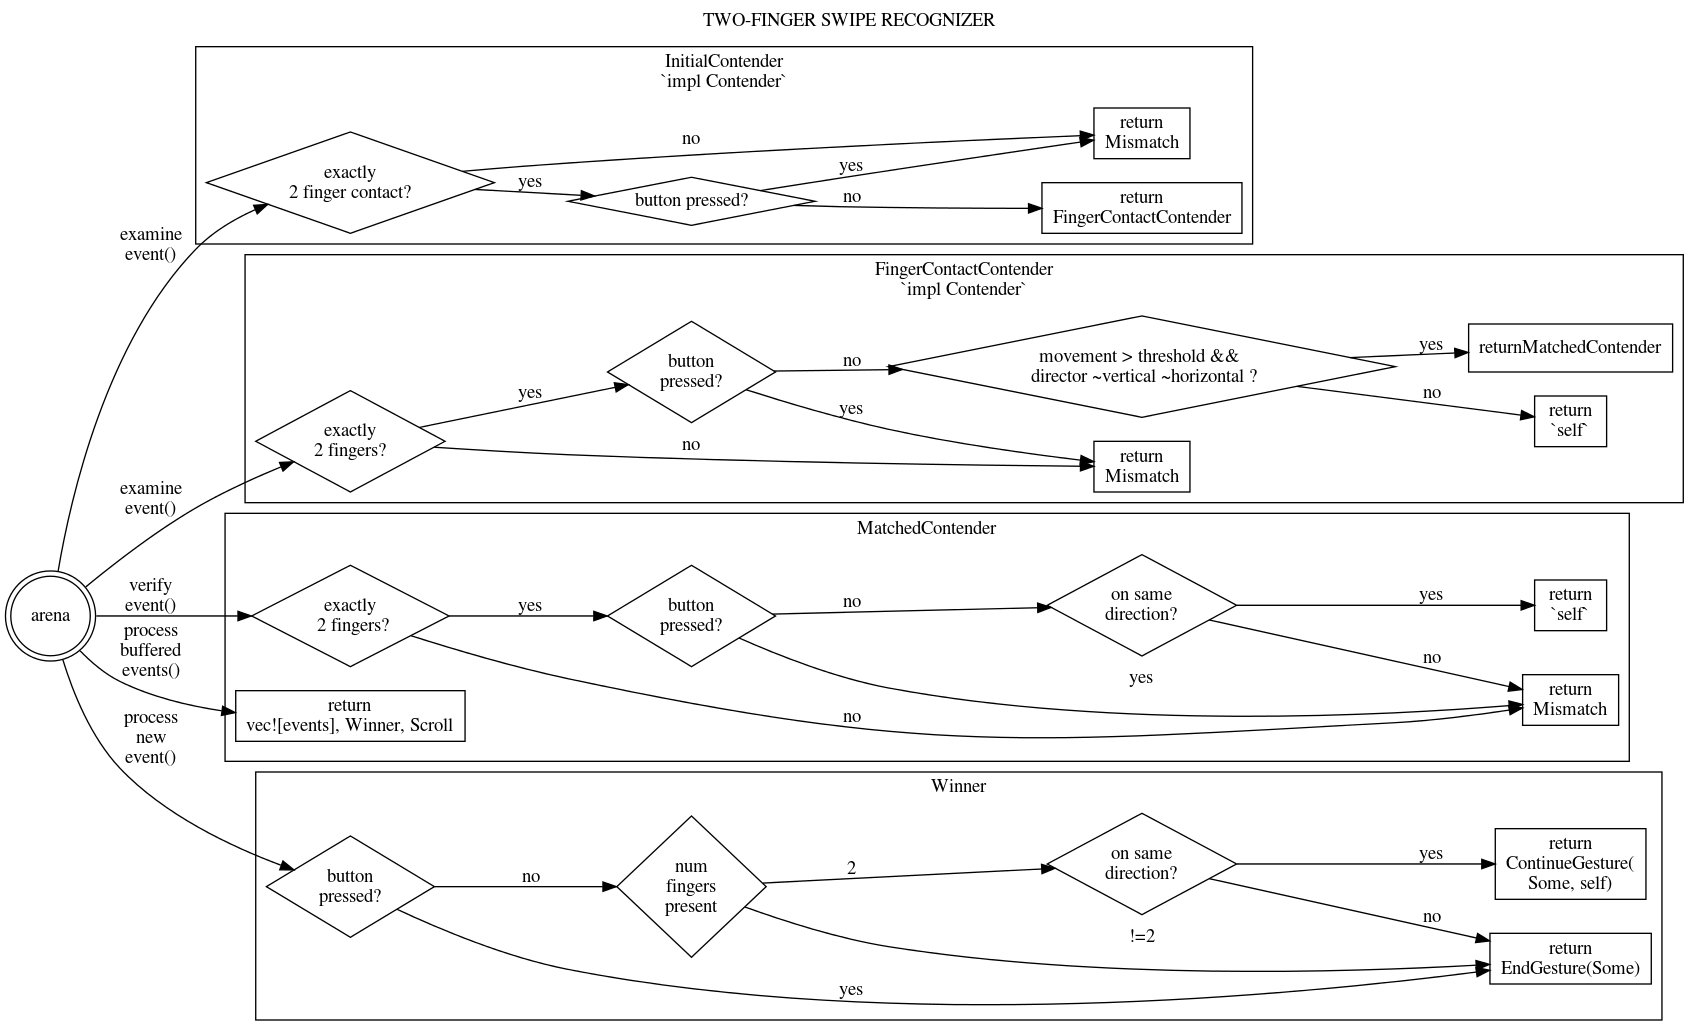 TWO-FINGER SWIPE RECOGNIZER
InitialContender
`impl Contender`
exactly
2 finger contact?
no
yes
button pressed?
yes
no
return
Mismatch
return
FingerContactContender
examine
event()
FingerContactContender
`impl Contender`
exactly
2 fingers?
yes
no
button
pressed?
no
yes
movement > threshold &&
director ~vertical ~horizontal ?
yes
no
returnMatchedContender
return
`self`
return
Mismatch
examine
event()
arena
MatchedContender
verify
event()
exactly
2 fingers?
yes
no
button
pressed?
no
yes
on same
direction?
yes
no
return
`self`
return
Mismatch
process
buffered
events()
return
vec![events], Winner, Scroll
process
new
event()
Winner
button
pressed?
no
yes
num
fingers
present
2
!=2
on same
direction?
yes
no
return
ContinueGesture(
Some, self)
return
EndGesture(Some)